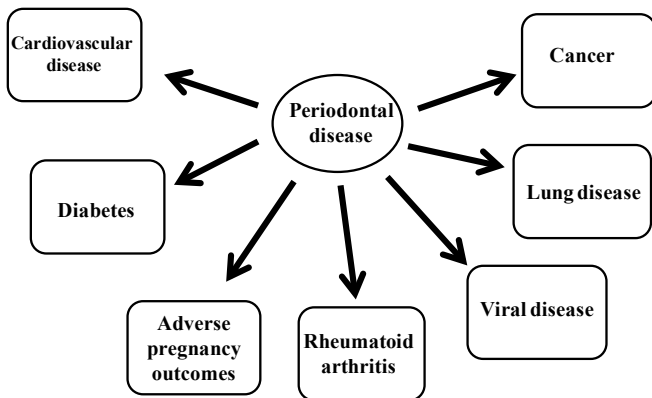 Cardiovascular
disease
Cancer
Periodontal
disease
Diabetes
Lung disease
Adverse
pregnancy
outcomes
Rheumatoid
arthritis
Viral disease